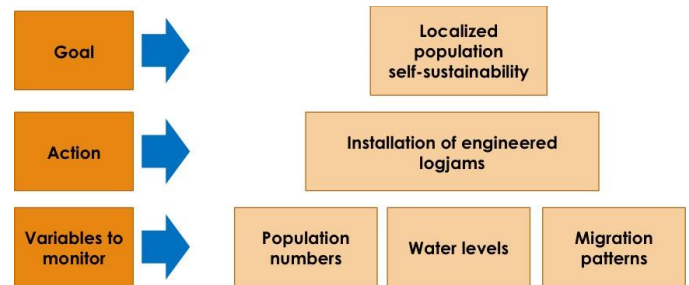 Goal
Localized
population
self-sustainability
Action
Installation of engineered
logjams
Variables to
monitor
Population
numbers
Water levels
Migration
patterns